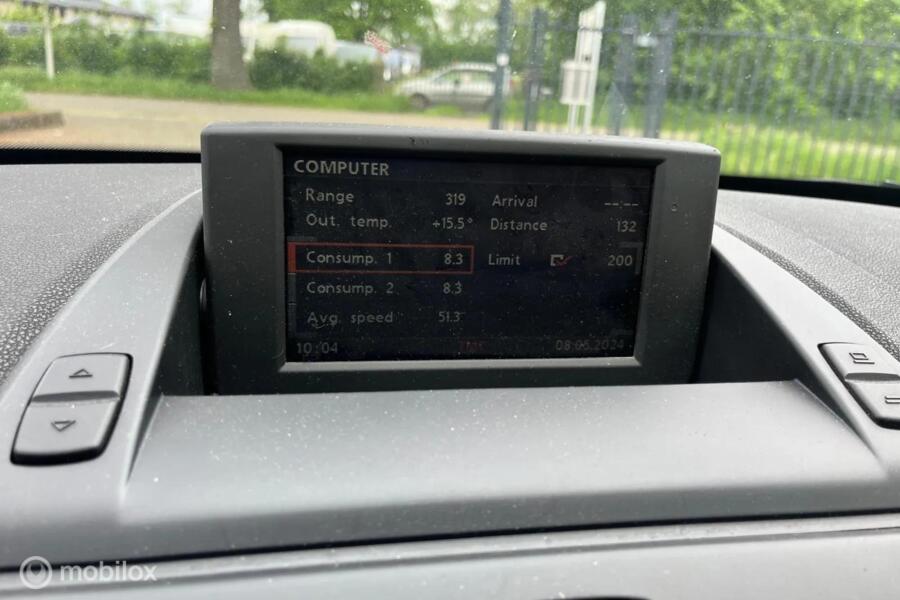 COMPUTER
Range 319 Arrival --:--
Out. temp. +15.5° Distance 132
Consump. 1 8.3 Limit 200
Consump. 2 8.3
Avg. speed 51.3
10:04 08.05.2024
mobilox